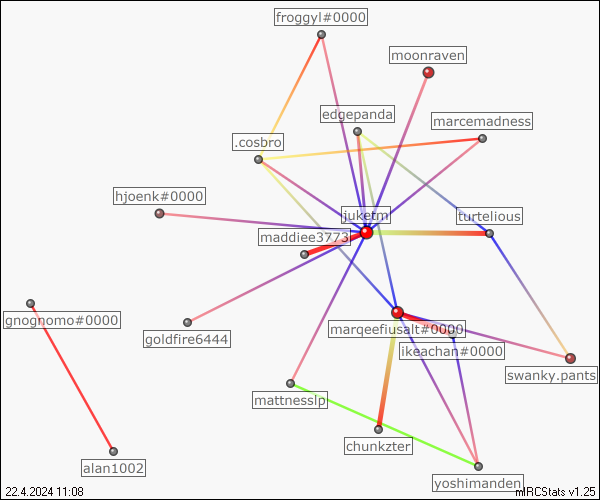 froggyl#0000
moonraven
edgepanda
marcemadness
.cosbro
hjoenk#0000
juketm
turtelious
maddiee3773
gnognomo#0000
marqeefiusalt#0000
goldfire6444
ikeachan#0000
swanky.pants
mattnesslp
chunkzter
alan1002
yoshimanden
22.4.2024 11:08
mIRCStats v1.25